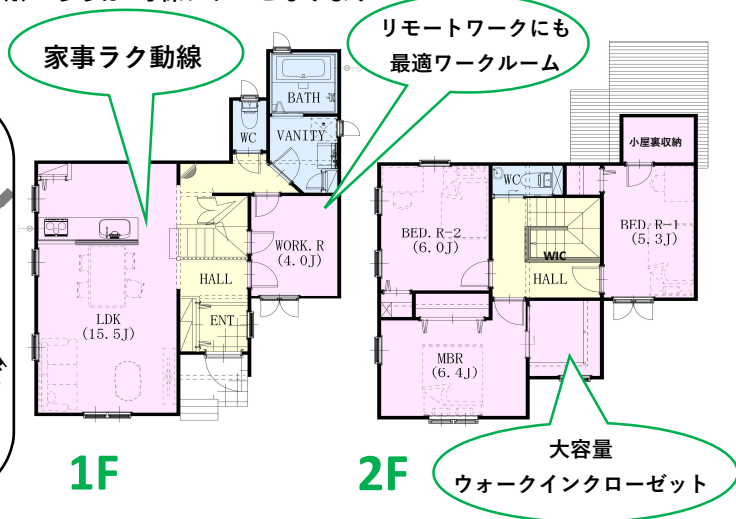 家事ラク動線
リモートワークにも
最適ワークルーム
BATH
WC
VANITY
WORK.R
(4.0J)
HALL
ENT
LDK
(15.5J)
1F
小屋裏収納
WC
BED.R-2
(6.0J)
BED.R-1
(5.3J)
WIC
HALL
MBR
(6.4J)
2F
大容量
ウォークインクローゼット